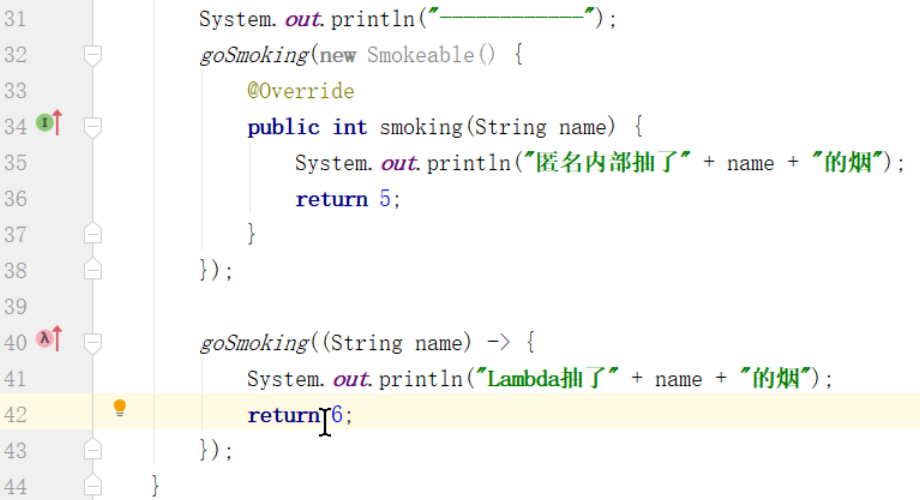 31 System.out.println("------------");
32 goSmoking(new Smokeable() {
33 @Override
34 public int smoking(String name) {
35 System.out.println("匿名内部抽了" + name + "的烟");
36 return 5;
37 }
38 });
39
40 goSmoking((String name) -> {
41 System.out.println("Lambda抽了" + name + "的烟");
42 return 6;
43 });
44 }